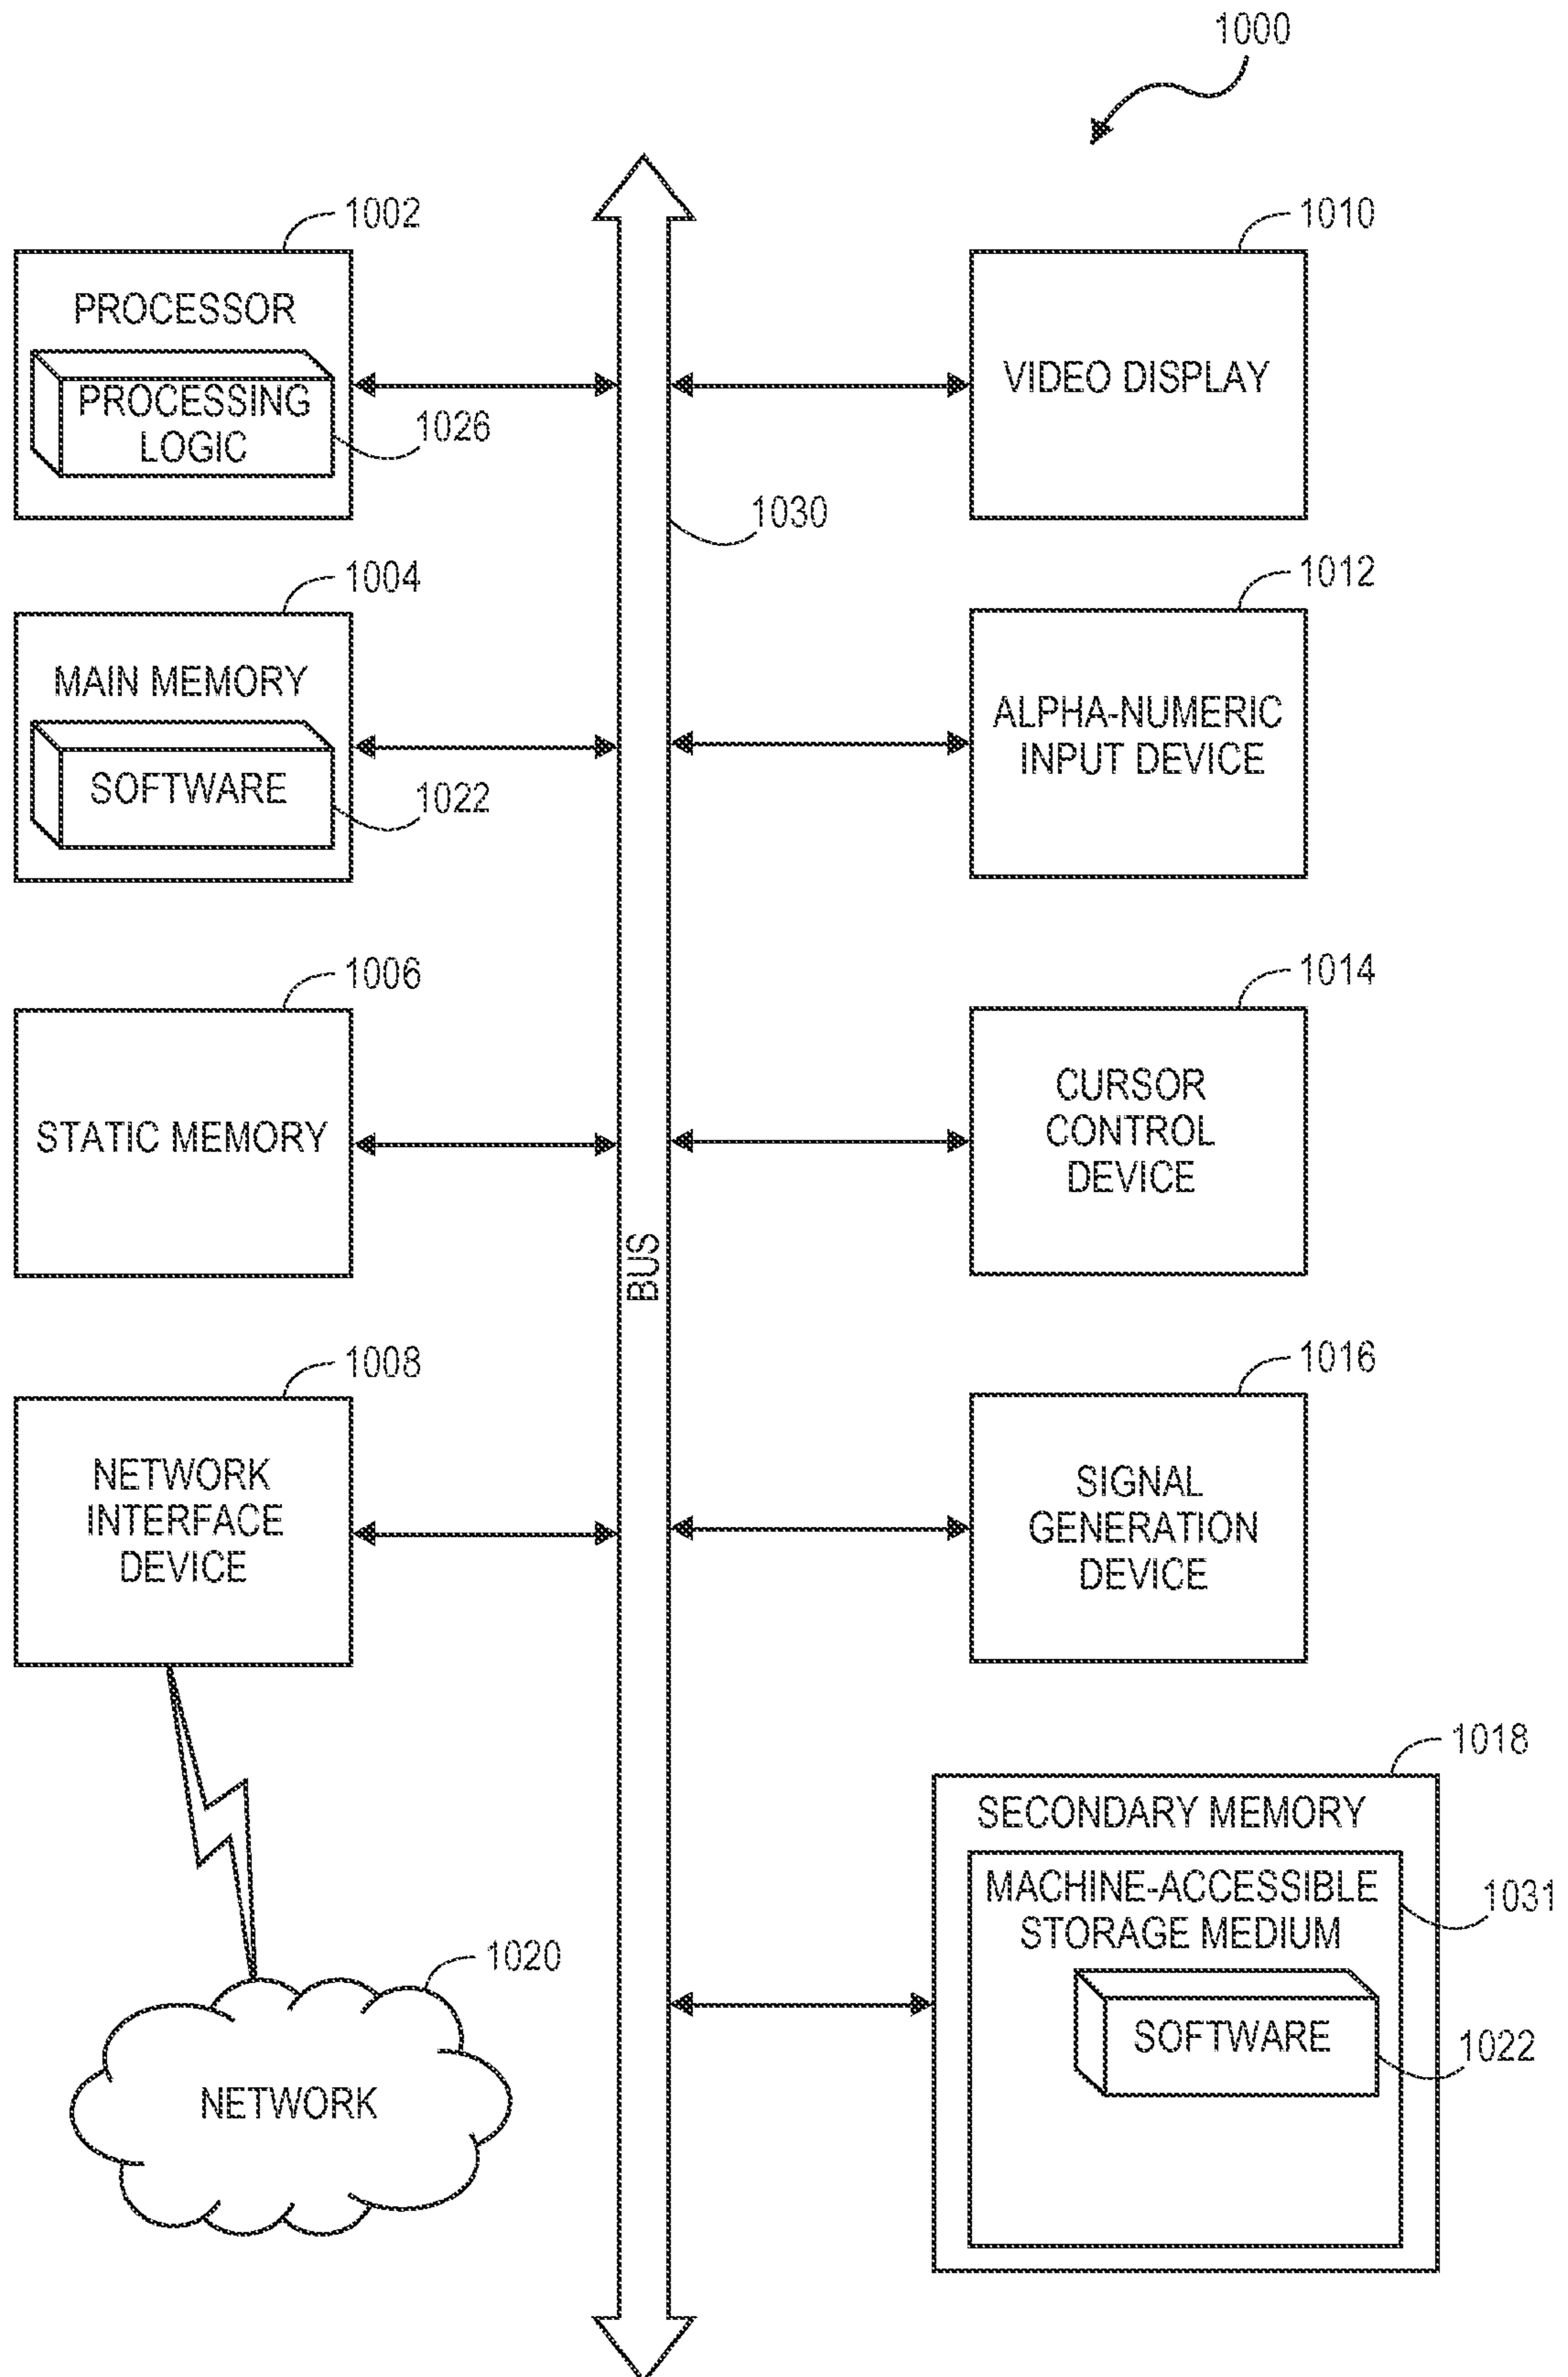 1000
1002
PROCESSOR
PROCESSING
LOGIC
1026
1004
MAIN MEMORY
SOFTWARE
1022
1006
STATIC MEMORY
1008
NETWORK
INTERFACE
DEVICE
1020
NETWORK
BUS
1030
1010
VIDEO DISPLAY
1012
ALPHA-NUMERIC
INPUT DEVICE
1014
CURSOR
CONTROL
DEVICE
1016
SIGNAL
GENERATION
DEVICE
1018
SECONDARY MEMORY
MACHINE-ACCESSIBLE
STORAGE MEDIUM
1031
SOFTWARE
1022